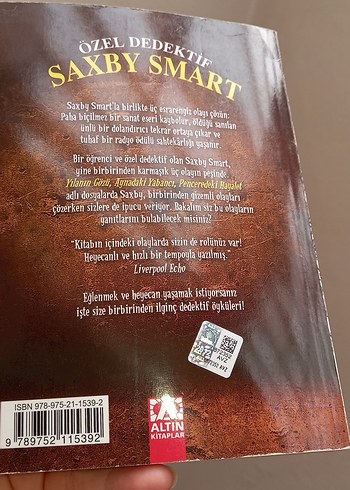 ÖZEL DEDEKTİF
SAXBY SMART
Saxby Smart'la birlikte üç esrarengiz olayı çözün:
Paha biçilmez bir sanat eseri kaybolur, öldüğü sanılan
ünlü bir dolandırıcı tekrar ortaya çıkar ve
tuhaf bir radyo ödülü sahtekârlığı yaşanır.
Bir öğrenci ve özel dedektif olan Saxby Smart,
yine birbirinden karmaşık üç olayın peşinde.
Yılanın Gözü, Aynadaki Yabancı, Penceredeki Hayalet
adlı dosyalarda Saxby, birbirinden gizemli olayları
çözerken sizlere de ipucu veriyor. Bakalım siz bu olayların
yanıtlarını bulabilecek misiniz?
"Kitabın içindeki olaylarda sizin de rolünüz var!
Heyecanlı ve hızlı bir tempoyla yazılmış."
Liverpool Echo
Eğlenmek ve heyecan yaşamak istiyorsanız
işte size birbirinden ilginç dedektif öyküleri!
AVZ
ISBN 978-975-21-1539-2
9 789752 115392
ALTIN
KİTAPLAR